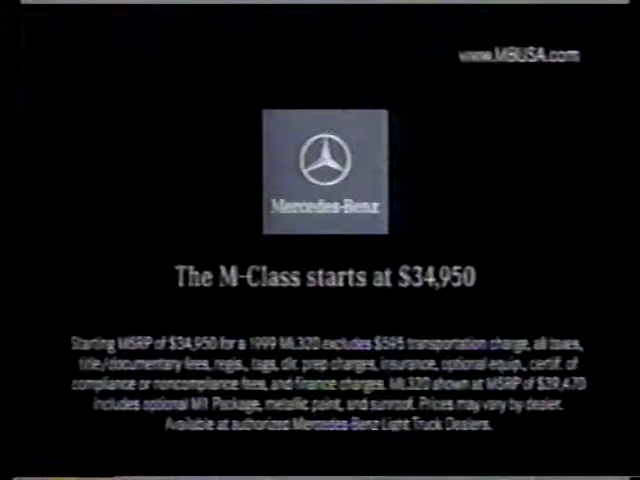 www.MBUSA.com
Mercedes-Benz
The M-Class starts at $34,950
Starting MSRP of $34,950 for a 1999 ML320 excludes $595 transportation charge, all taxes,
title/documentary fees, regis., tags, dlr. prep charges, insurance, optional equip., certif. of
compliance or noncompliance fees, and finance charges. ML320 shown at MSRP of $39,470
includes optional M1 Package, metallic paint, and sunroof. Prices may vary by dealer.
Available at authorized Mercedes-Benz Light Truck Dealers.